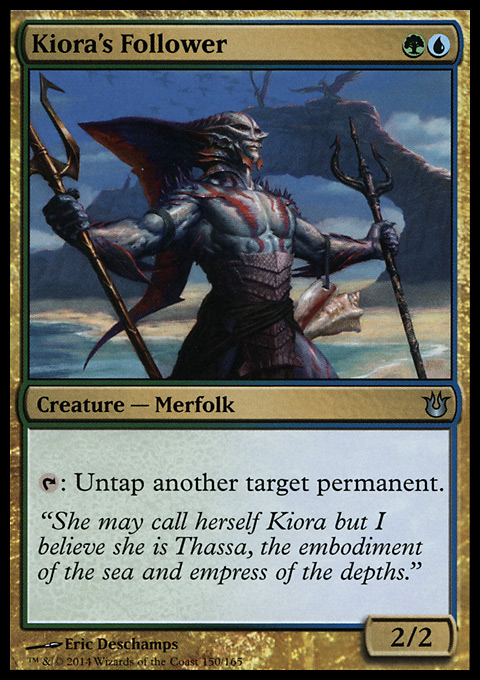 Kiora's Follower
Creature — Merfolk
: Untap another target permanent.
“She may call herself Kiora but I
believe she is Thassa, the embodiment
of the sea and empress of the depths.”
2/2
Eric Deschamps
™ & © 2014 Wizards of the Coast 150/165